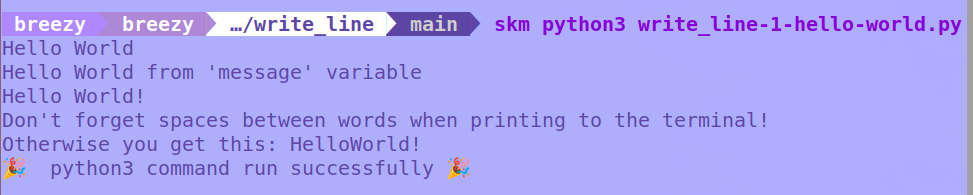 breezy breezy …/write_line main skm python3 write_line-1-hello-world.py
Hello World
Hello World from 'message' variable
Hello World!
Don't forget spaces between words when printing to the terminal!
Otherwise you get this: HelloWorld!
🎉 python3 command run successfully 🎉